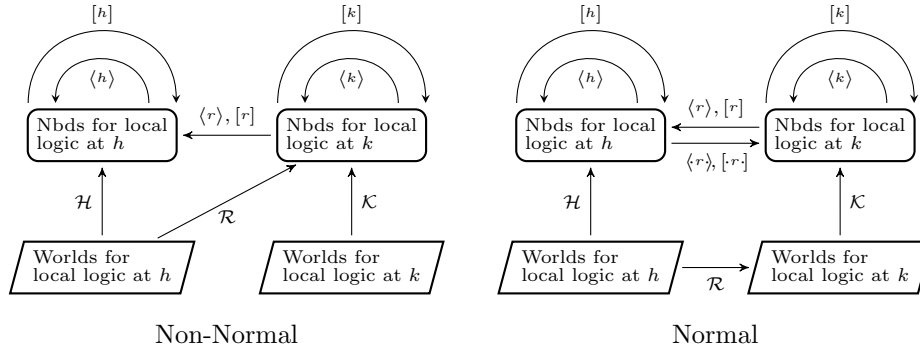 [h] [k] [h] [k]
⟨h⟩ ⟨k⟩ ⟨h⟩ ⟨k⟩
⟨r⟩, [r] ⟨r⟩, [r]
Nbds for local Nbds for local Nbds for local Nbds for local
logic at h logic at k logic at h logic at k
⟨·r·⟩, [·r·]
ℋ ℛ 𝒦 ℋ 𝒦
Worlds for Worlds for Worlds for Worlds for
local logic at h local logic at k local logic at h local logic at k
ℛ
Non-Normal Normal